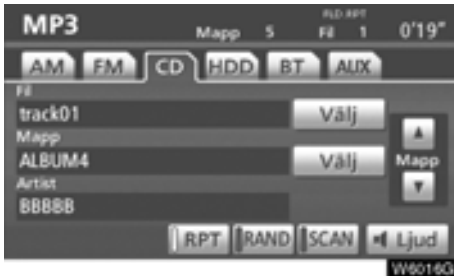 MP3 Mapp 5 FLD.RPT Fil 1 0'19"
AM FM CD HDD BT AUX
Fil
track01 Välj
Mapp
ALBUM4 Välj Mapp
Artist
BBBBB
RPT RAND SCAN Ljud
W6016G